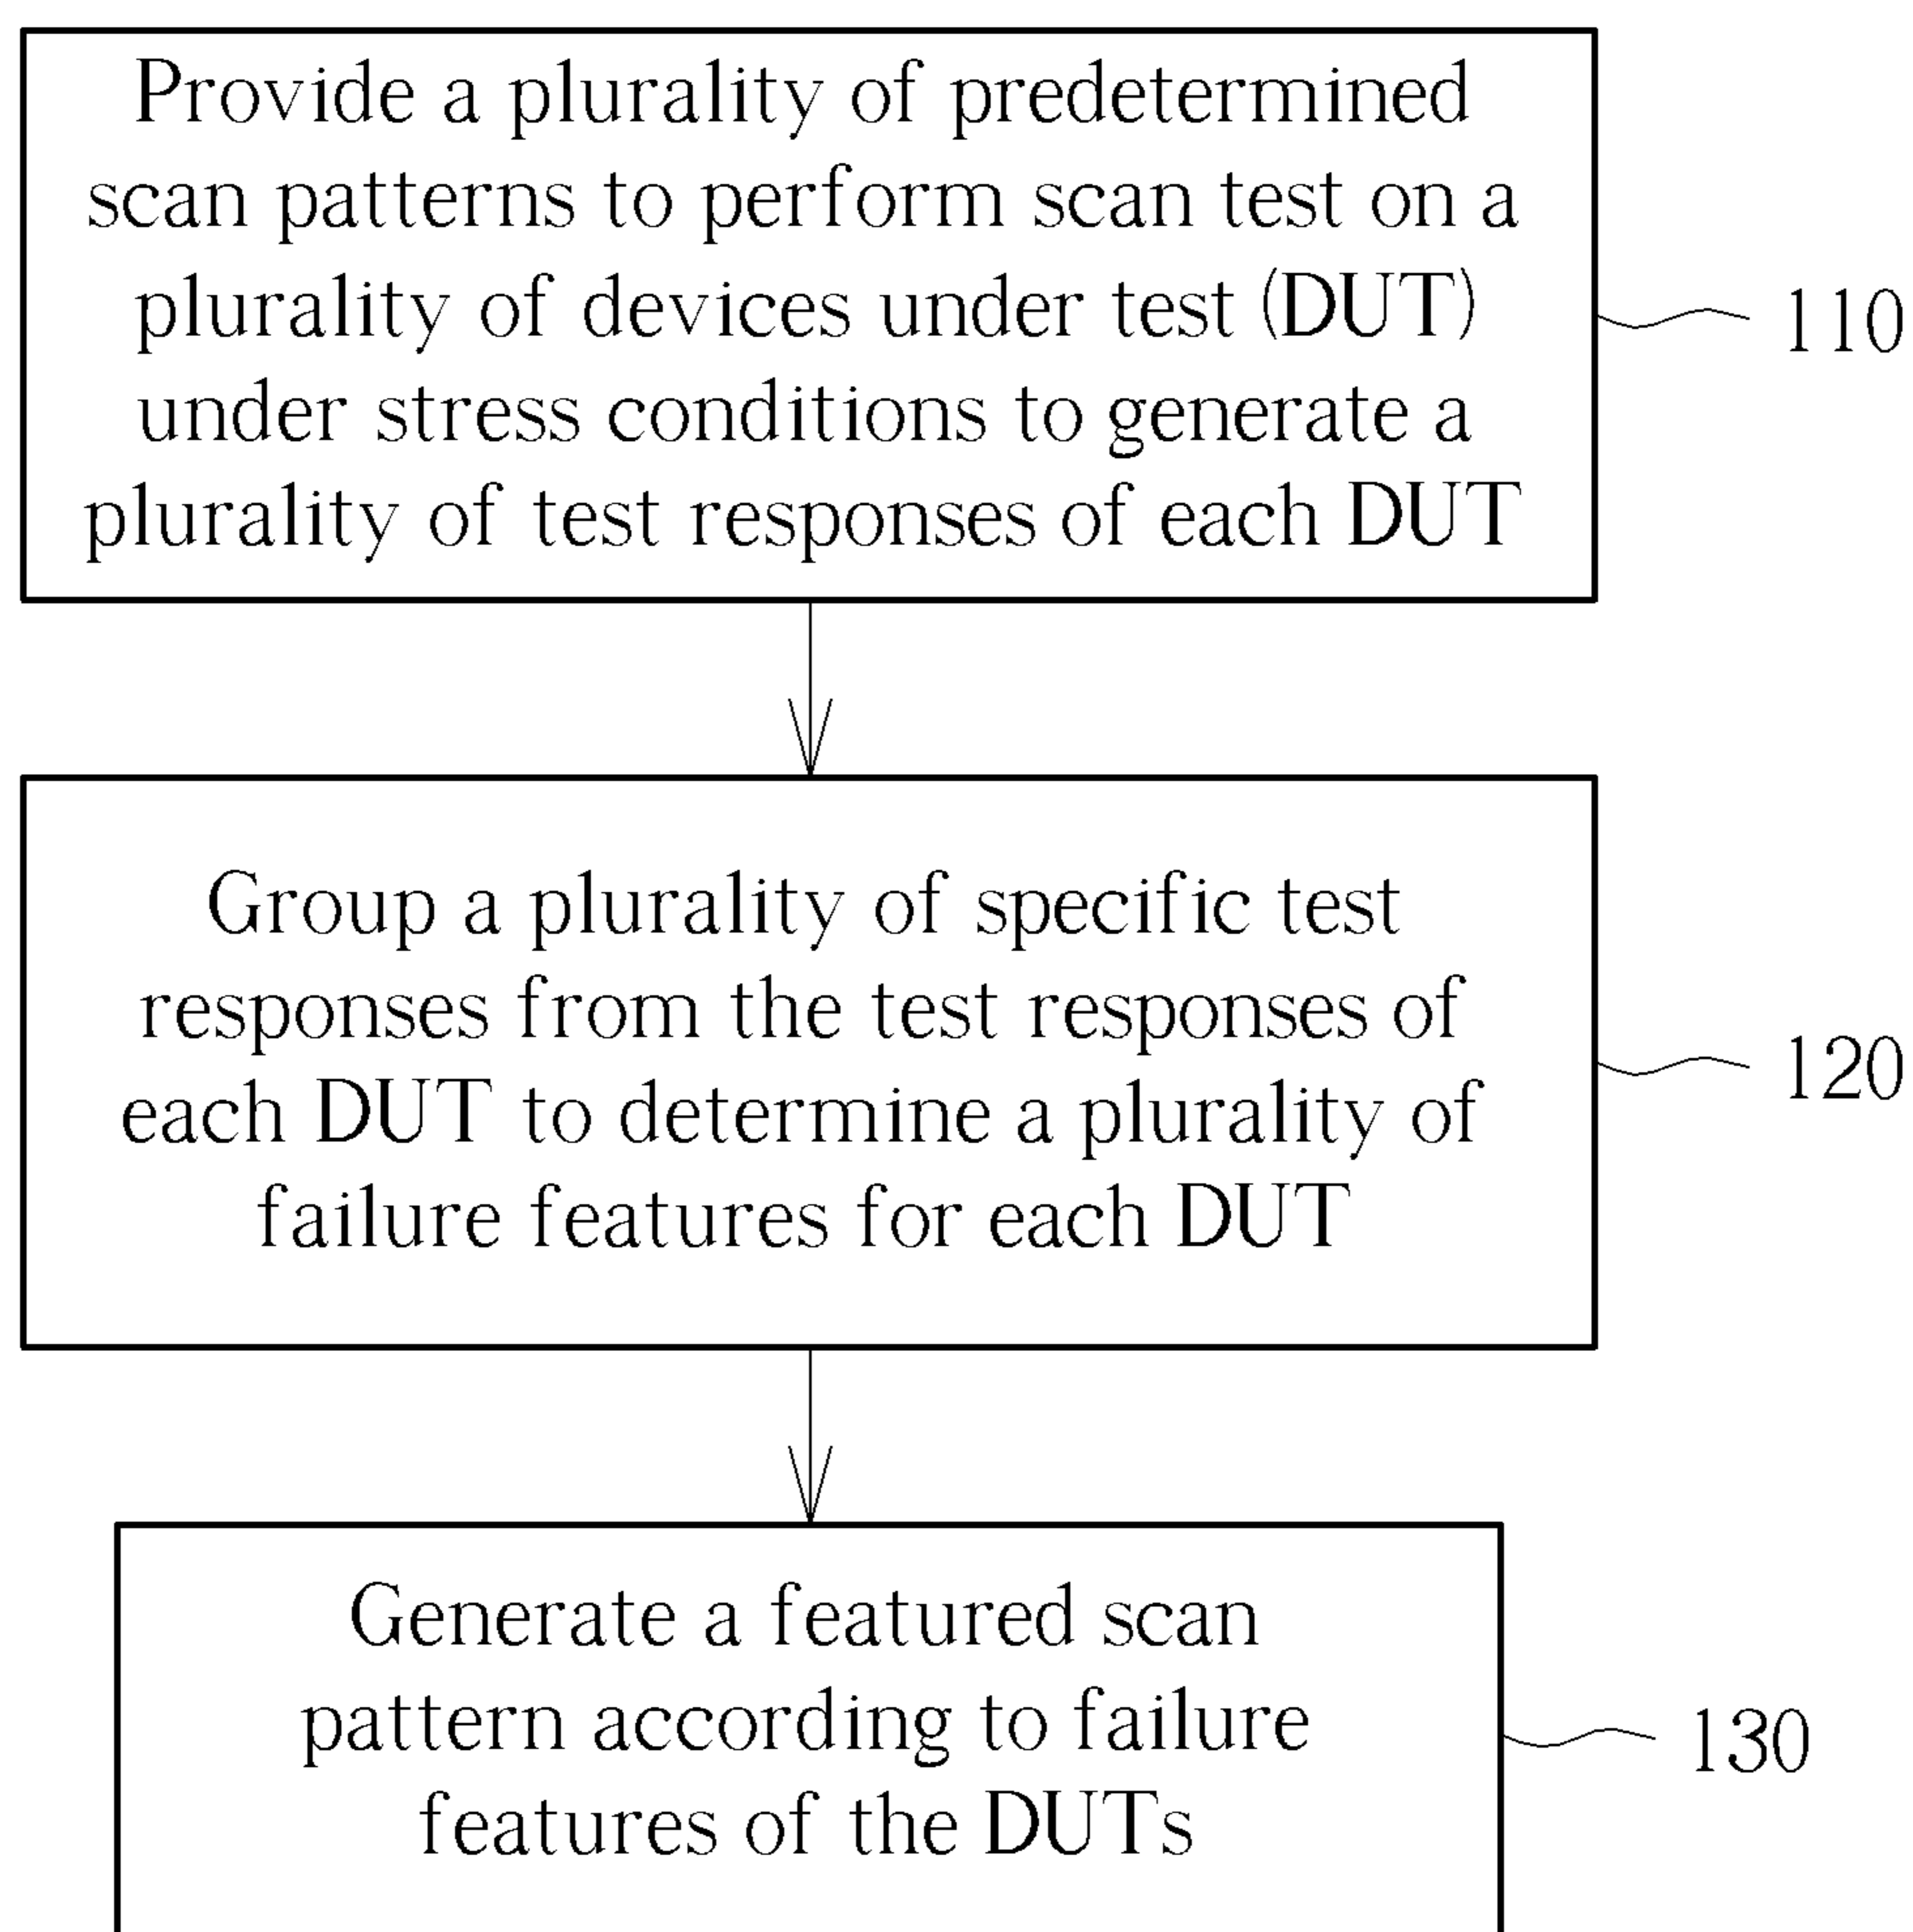 Provide a plurality of predetermined
scan patterns to perform scan test on a
plurality of devices under test (DUT)
under stress conditions to generate a
plurality of test responses of each DUT
110
Group a plurality of specific test
responses from the test responses of
each DUT to determine a plurality of
failure features for each DUT
120
Generate a featured scan
pattern according to failure
features of the DUTs
130